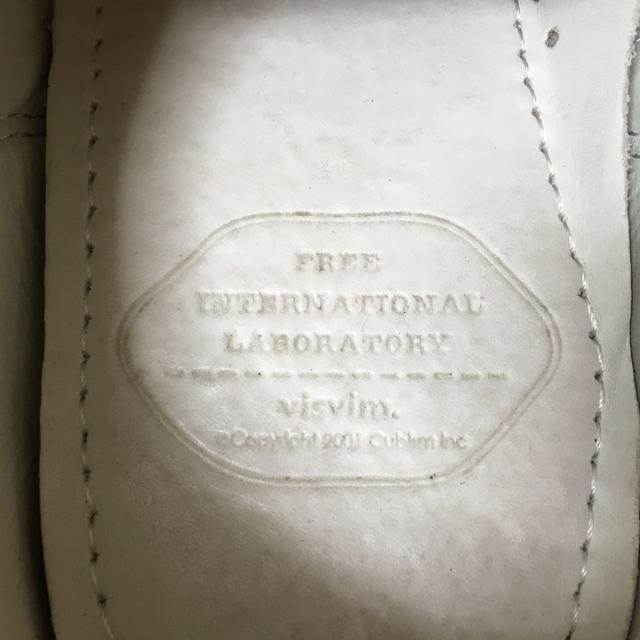 FREE
INTERNATIONAL
LABORATORY
visvim.
©Copyright 2001 Cubism Inc.